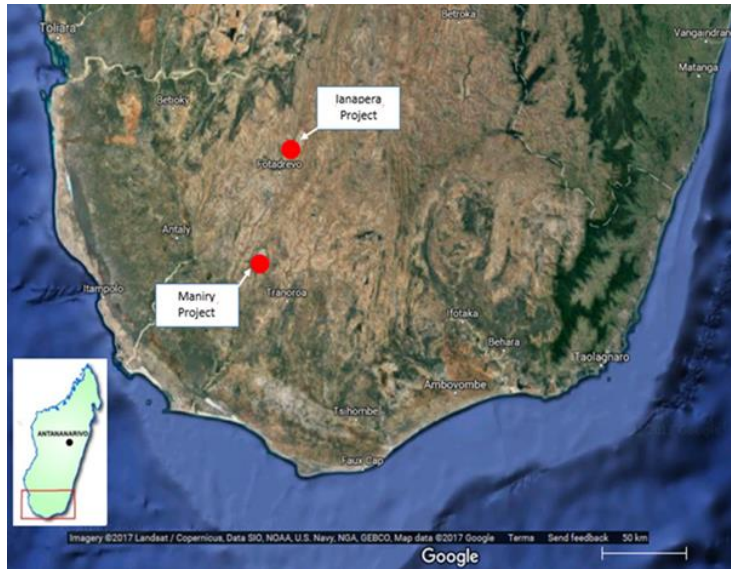 Toliara
Betroka
Vangaindran
Matanga
Betioky
Ianapera
Project
Fotadrevo
Antaly
Itampolo
Maniry
Project
Tranoroa
Ifotaka
Behara
Taolagnaro
Ambovombe
Tsihombe
Faux Cap
ANTANANARIVO
Imagery ©2017 Landsat / Copernicus, Data SIO, NOAA, U.S. Navy, NGA, GEBCO, Map data ©2017 Google Terms Send feedback 50 km
Google